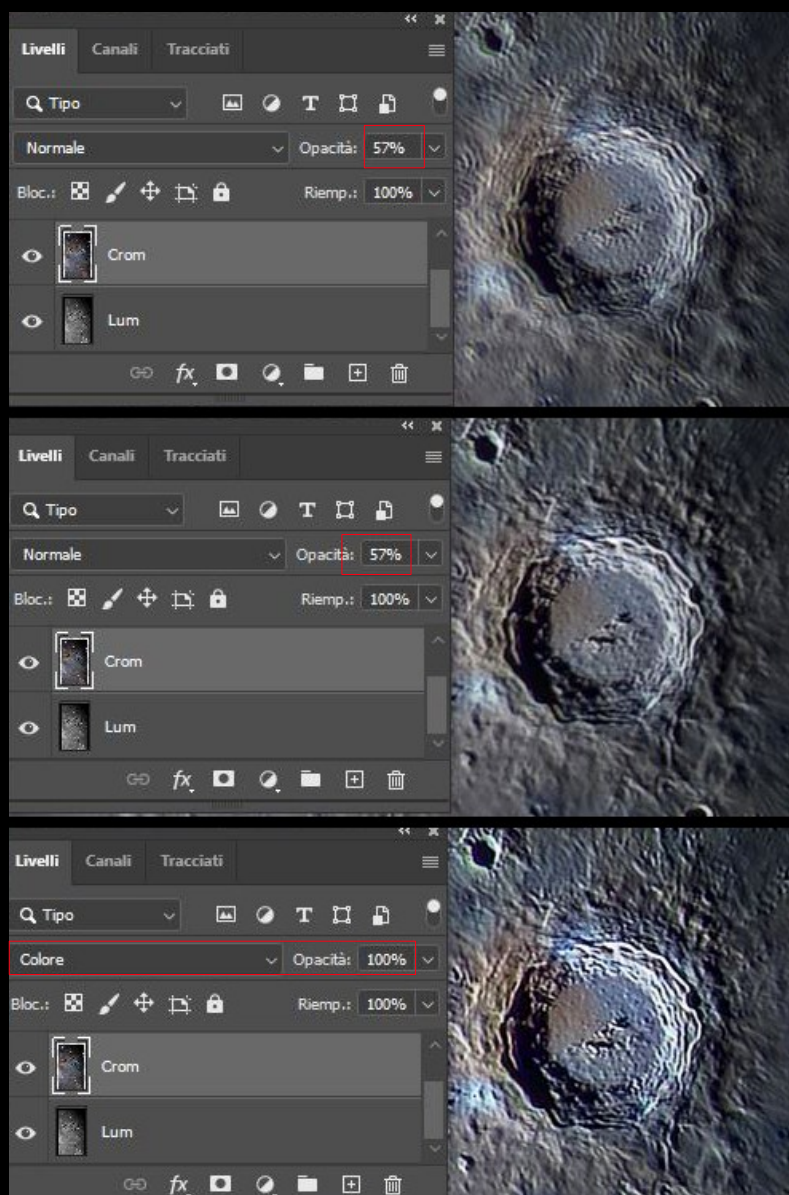 Livelli Canali Tracciati
Tipo
Normale Opacità: 57%
Bloc.: Riemp.: 100%
Crom
Lum
fx
Livelli Canali Tracciati
Tipo
Normale Opacità: 57%
Bloc.: Riemp.: 100%
Crom
Lum
fx
Livelli Canali Tracciati
Tipo
Colore Opacità: 100%
Bloc.: Riemp.: 100%
Crom
Lum
fx